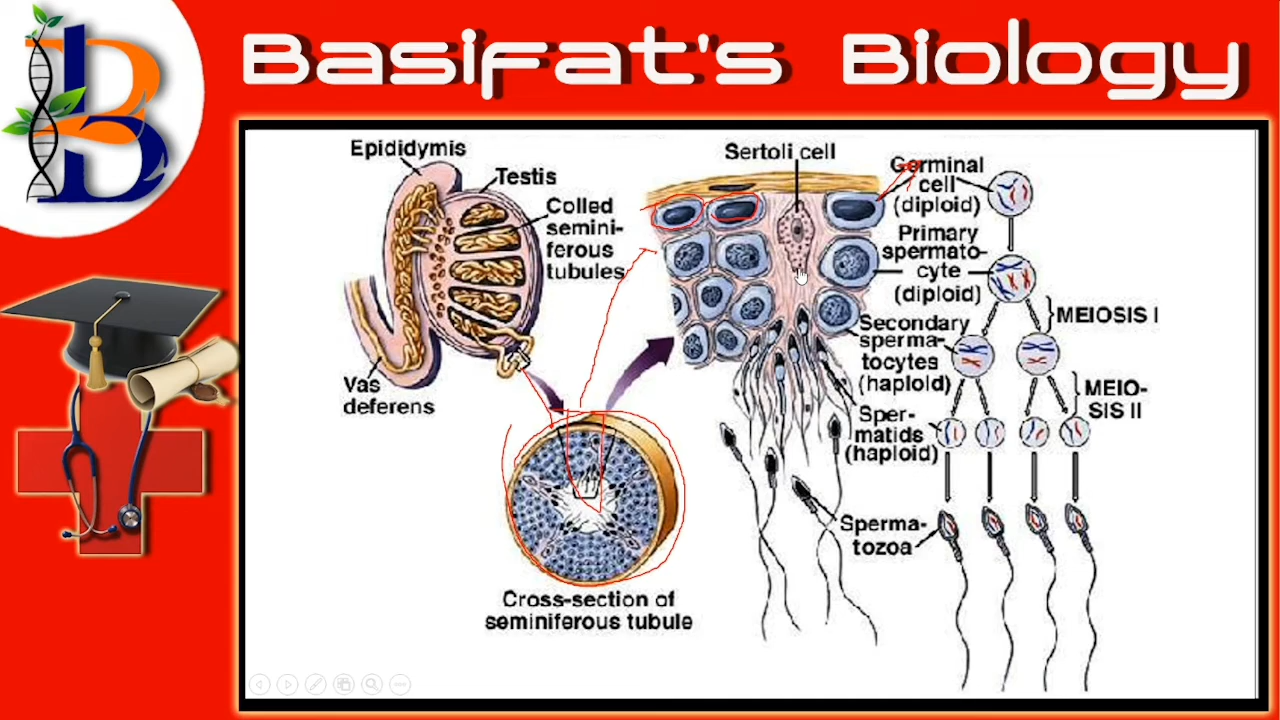 Basifat's Biology
Epididymis
Testis
Colled
semini-
ferous
tubules
Vas
deferens
Cross-section of
seminiferous tubule
Sertoli cell
Germinal
cell
(diploid)
Primary
spermato-
cyte
(diploid)
MEIOSIS I
Secondary
sperma-
tocytes
(haploid)
MEIO-
SIS II
Sper-
matids
(haploid)
Sperma-
tozoa